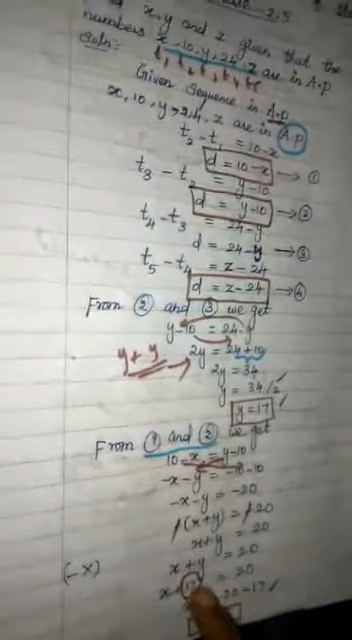 x, y and z given that the
numbers x, 10, y, 24, z are in A.P
Soln:
t₁ t₂ t₃ t₄ t₅
Given Sequence in A.p
x, 10, y, 24, z are in A.p
t₂ - t₁ = 10-x
d = 10-x → ①
t₃ - t₂ = y-10
d = y-10 → ②
t₄ - t₃ = 24-y
d = 24-y → ③
t₅ - t₄ = z-24
d = z-24 → ④
From ② and ③ we get
y-10 = 24-y
y+y → 2y = 24+10
2y = 34
y = 34/2
y=17
From ① and ② we get
10-x = y-10
-x-y = -10-10
-x-y = -20
-(x+y) = -20
x+y = 20
x+y = 20
(-x) x+17 = 20
20-17